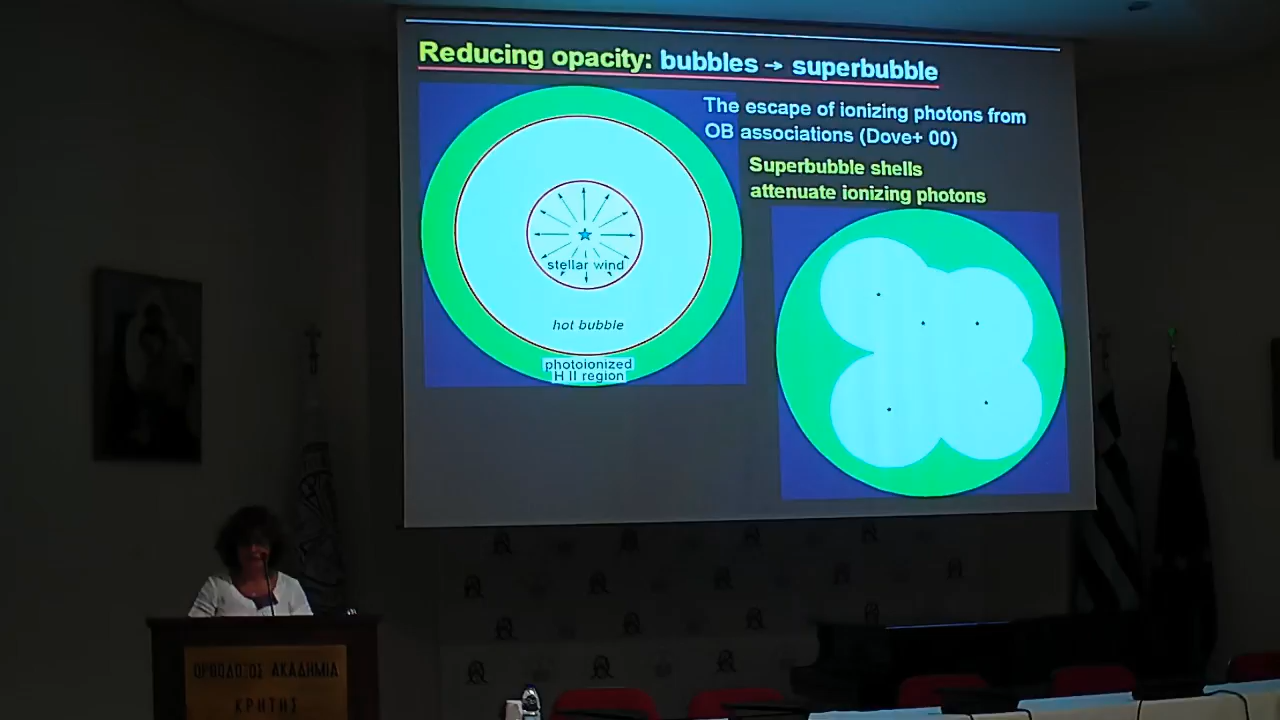 Reducing opacity: bubbles → superbubble
The escape of ionizing photons from
OB associations (Dove+ 00)
Superbubble shells
attenuate ionizing photons
stellar wind
hot bubble
photoionized
H II region
ΟΡΘΟΔΟΞΟΣ ΑΚΑΔΗΜΙΑ
ΚΡΗΤΗΣ